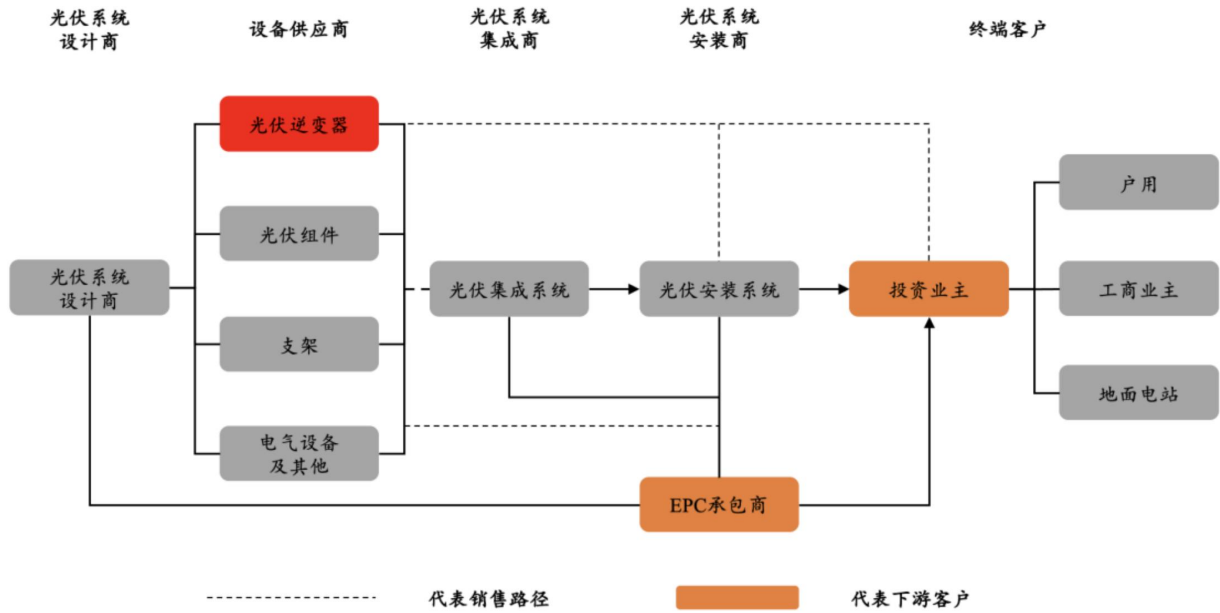 光伏系统
设计商
设备供应商
光伏系统
集成商
光伏系统
安装商
终端客户
光伏逆变器
光伏组件
支架
电气设备
及其他
光伏系统
设计商
光伏集成系统
光伏安装系统
投资业主
户用
工商业主
地面电站
EPC承包商
代表销售路径
代表下游客户